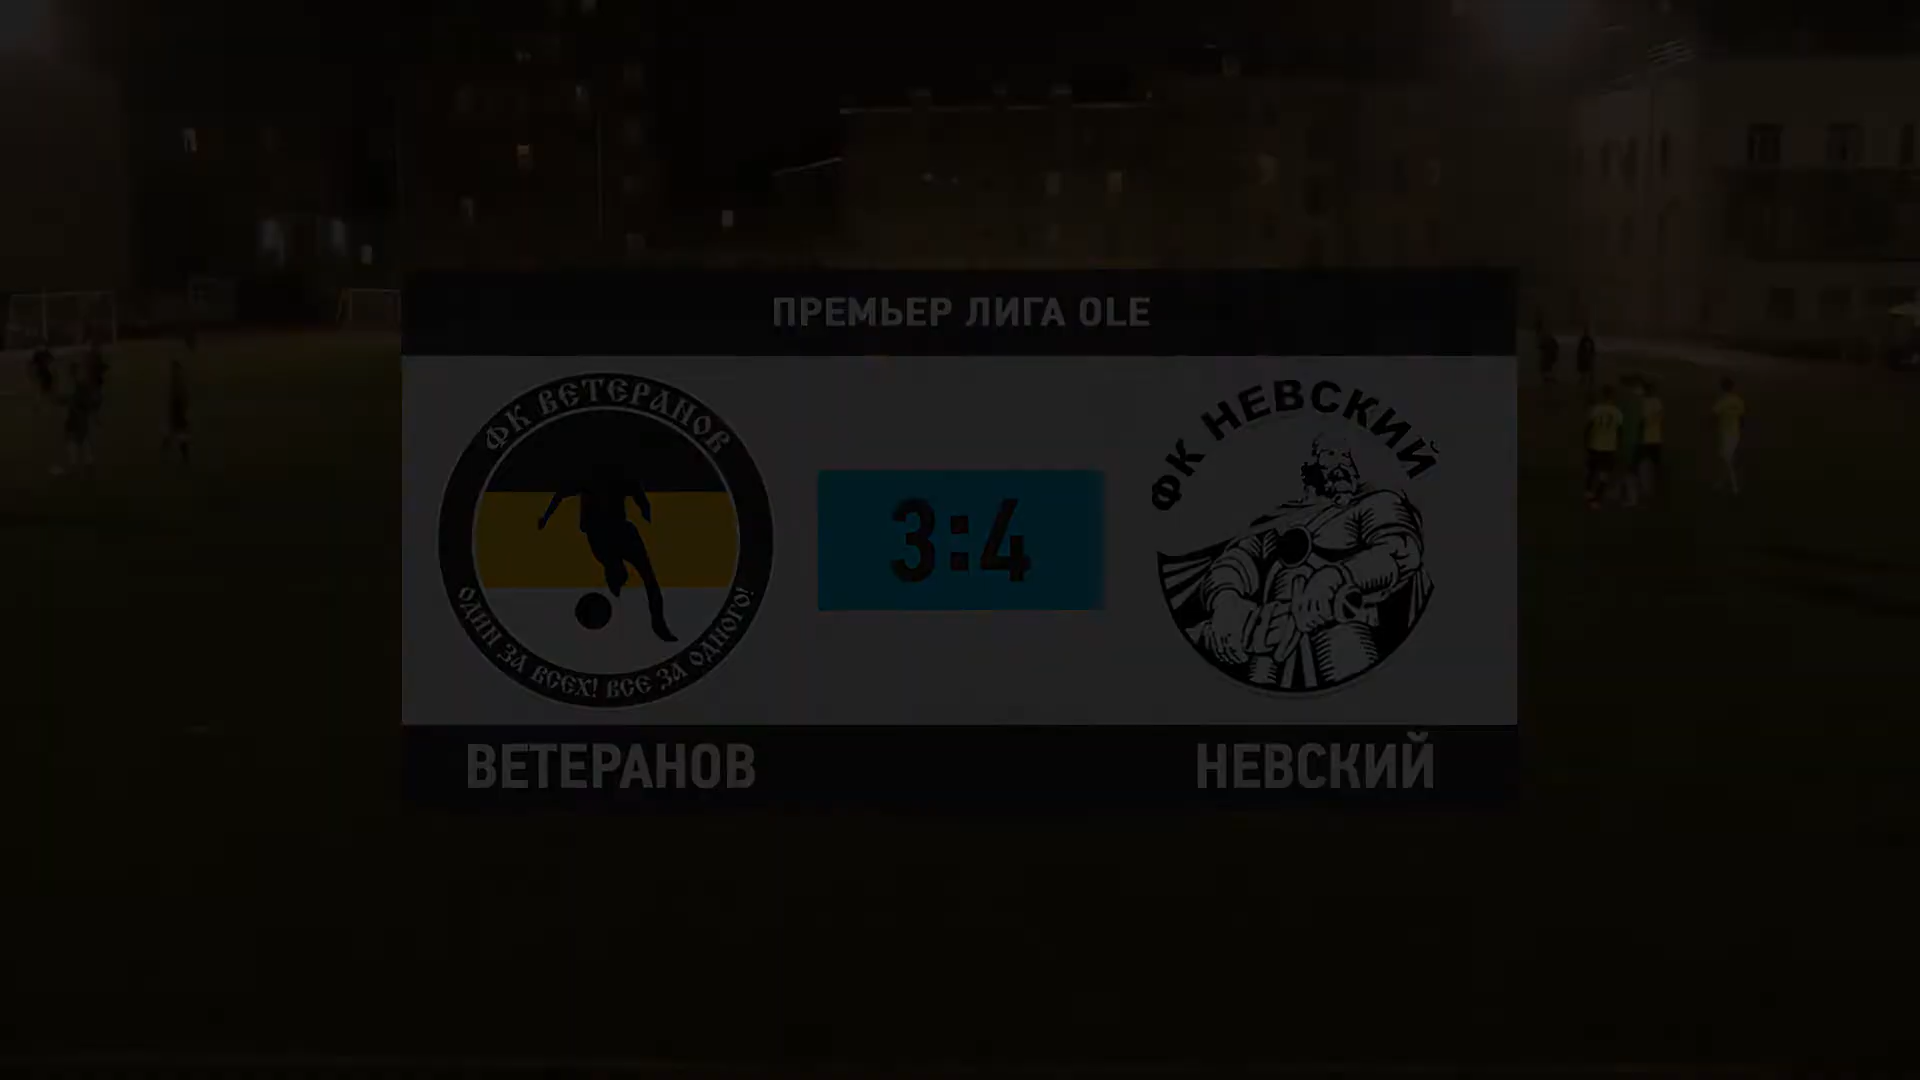 ПРЕМЬЕР ЛИГА OLE
ФК ВЕТЕРАНОВ
ОДИН ЗА ВСЕХ! ВСЕ ЗА ОДНОГО!
3:4
ФК НЕВСКИЙ
ВЕТЕРАНОВ
НЕВСКИЙ